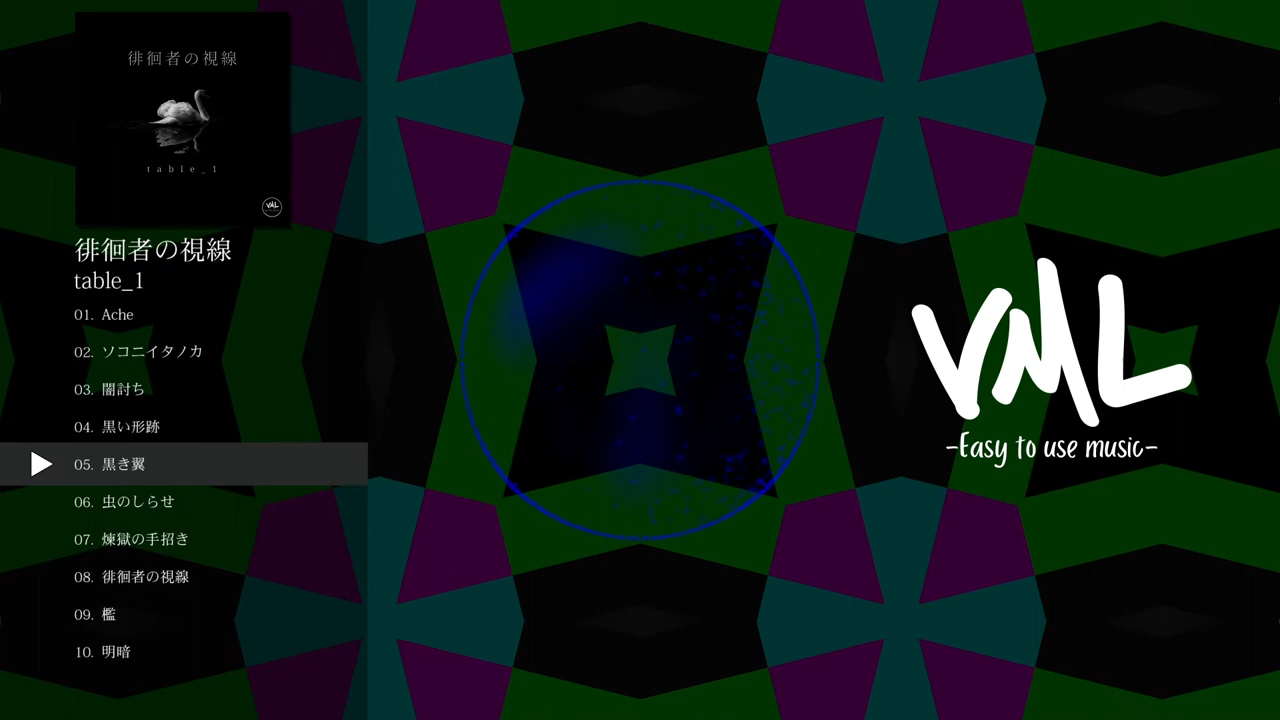 徘徊者の視線
table_1
VML
徘徊者の視線
table_1
01. Ache
02. ソコニイタノカ
03. 闇討ち
04. 黒い形跡
05. 黒き翼
06. 虫のしらせ
07. 煉獄の手招き
08. 徘徊者の視線
09. 檻
10. 明暗
VML
-Easy to use music-